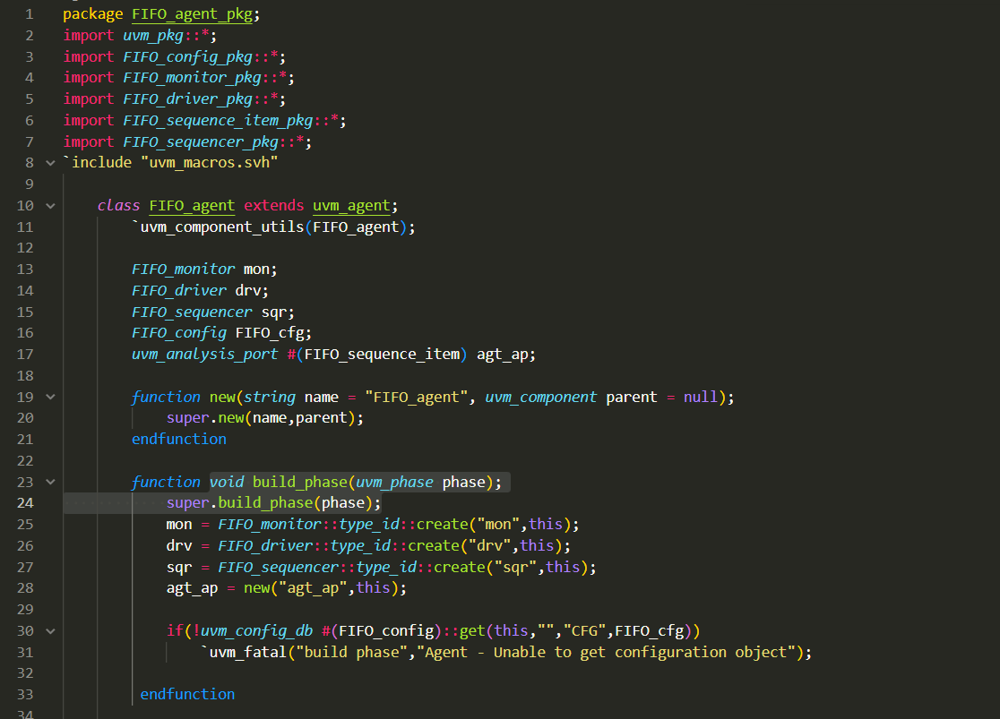 1 package FIFO_agent_pkg;
2 import uvm_pkg::*;
3 import FIFO_config_pkg::*;
4 import FIFO_monitor_pkg::*;
5 import FIFO_driver_pkg::*;
6 import FIFO_sequence_item_pkg::*;
7 import FIFO_sequencer_pkg::*;
8 `include "uvm_macros.svh"
9
10 class FIFO_agent extends uvm_agent;
11 `uvm_component_utils(FIFO_agent);
12
13 FIFO_monitor mon;
14 FIFO_driver drv;
15 FIFO_sequencer sqr;
16 FIFO_config FIFO_cfg;
17 uvm_analysis_port #(FIFO_sequence_item) agt_ap;
18
19 function new(string name = "FIFO_agent", uvm_component parent = null);
20 super.new(name,parent);
21 endfunction
22
23 function void build_phase(uvm_phase phase);
24 super.build_phase(phase);
25 mon = FIFO_monitor::type_id::create("mon",this);
26 drv = FIFO_driver::type_id::create("drv",this);
27 sqr = FIFO_sequencer::type_id::create("sqr",this);
28 agt_ap = new("agt_ap",this);
29
30 if(!uvm_config_db #(FIFO_config)::get(this,"","CFG",FIFO_cfg))
31 `uvm_fatal("build phase","Agent - Unable to get configuration object");
32
33 endfunction
34